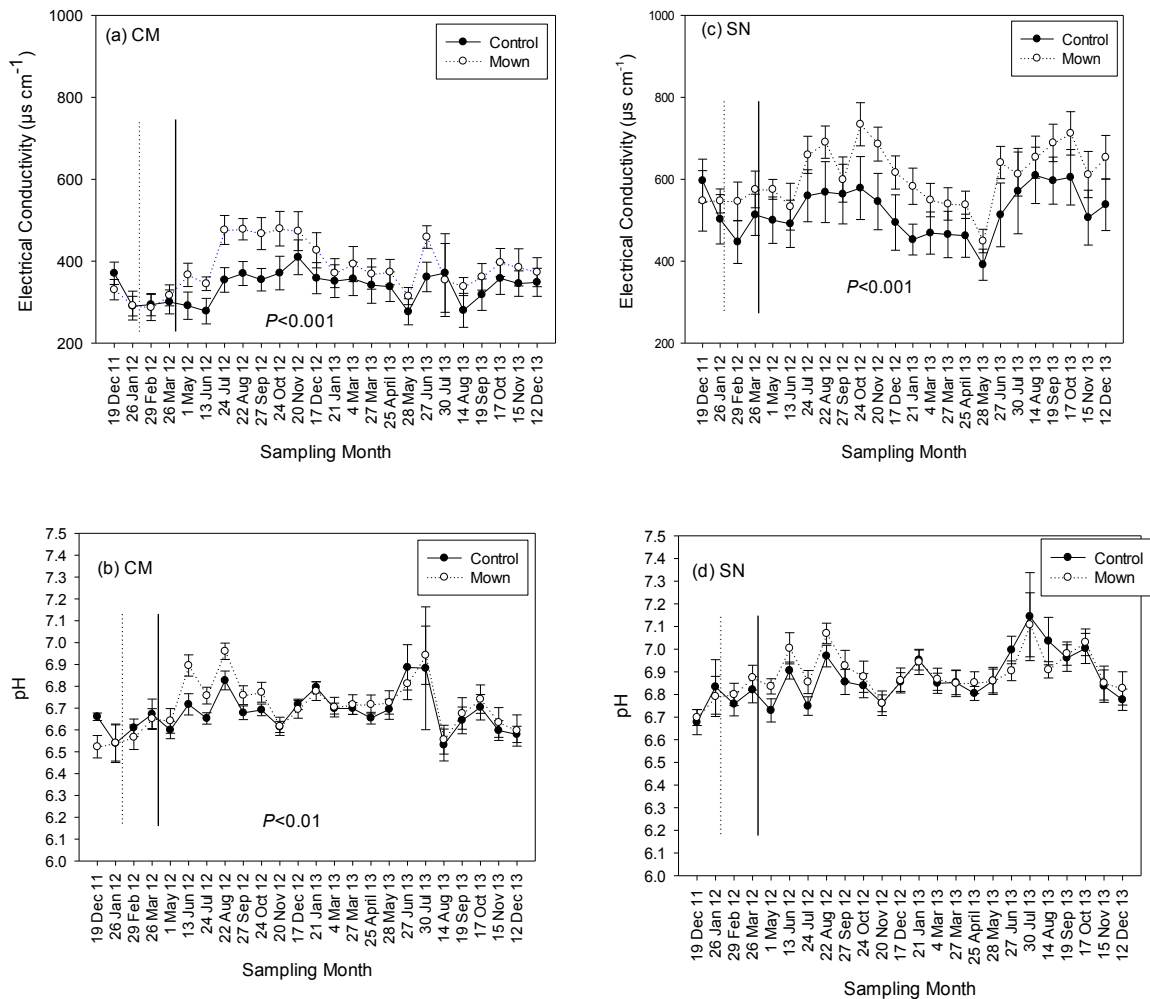 (a) CM
Control
Mown
Electrical Conductivity (µs cm-1)
1000
800
600
400
200
P<0.001
19 Dec 11
26 Jan 12
29 Feb 12
26 Mar 12
1 May 12
13 Jun 12
24 Jul 12
22 Aug 12
27 Sep 12
24 Oct 12
20 Nov 12
17 Dec 12
21 Jan 13
4 Mar 13
27 Mar 13
25 April 13
28 May 13
27 Jun 13
30 Jul 13
14 Aug 13
19 Sep 13
17 Oct 13
15 Nov 13
12 Dec 13
Sampling Month
(c) SN
Control
Mown
Electrical Conductivity (µs cm-1)
1000
800
600
400
200
P<0.001
19 Dec 11
26 Jan 12
29 Feb 12
26 Mar 12
1 May 12
13 Jun 12
24 Jul 12
22 Aug 12
27 Sep 12
24 Oct 12
20 Nov 12
17 Dec 12
21 Jan 13
4 Mar 13
27 Mar 13
25 April 13
28 May 13
27 Jun 13
30 Jul 13
14 Aug 13
19 Sep 13
17 Oct 13
15 Nov 13
12 Dec 13
Sampling Month
(b) CM
Control
Mown
pH
7.5
7.4
7.3
7.2
7.1
7.0
6.9
6.8
6.7
6.6
6.5
6.4
6.3
6.2
6.1
6.0
P<0.01
19 Dec 11
26 Jan 12
29 Feb 12
26 Mar 12
1 May 12
13 Jun 12
24 Jul 12
22 Aug 12
27 Sep 12
24 Oct 12
20 Nov 12
17 Dec 12
21 Jan 13
4 Mar 13
27 Mar 13
25 April 13
28 May 13
27 Jun 13
30 Jul 13
14 Aug 13
19 Sep 13
17 Oct 13
15 Nov 13
12 Dec 13
Sampling Month
(d) SN
Control
Mown
pH
7.5
7.4
7.3
7.2
7.1
7.0
6.9
6.8
6.7
6.6
6.5
6.4
6.3
6.2
6.1
6.0
19 Dec 11
26 Jan 12
29 Feb 12
26 Mar 12
1 May 12
13 Jun 12
24 Jul 12
22 Aug 12
27 Sep 12
24 Oct 12
20 Nov 12
17 Dec 12
21 Jan 13
4 Mar 13
27 Mar 13
25 April 13
28 May 13
27 Jun 13
30 Jul 13
14 Aug 13
19 Sep 13
17 Oct 13
15 Nov 13
12 Dec 13
Sampling Month